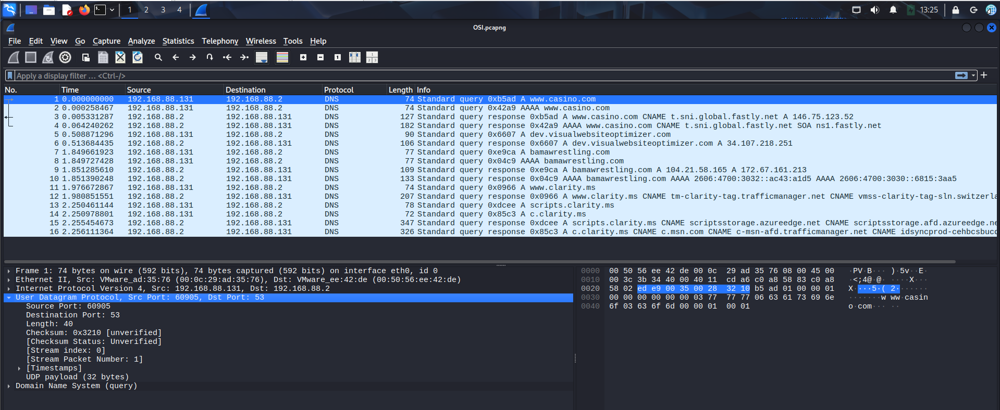 1 2 3 4 13:25
OSI.pcapng
File Edit View Go Capture Analyze Statistics Telephony Wireless Tools Help
Apply a display filter … <Ctrl-/>
No. Time Source Destination Protocol Length Info
1 0.000000000 192.168.88.131 192.168.88.2 DNS 74 Standard query 0xb5ad A www.casino.com
2 0.000258467 192.168.88.131 192.168.88.2 DNS 74 Standard query 0x42a9 AAAA www.casino.com
3 0.005331287 192.168.88.2 192.168.88.131 DNS 127 Standard query response 0xb5ad A www.casino.com CNAME t.sni.global.fastly.net A 146.75.123.52
4 0.064240262 192.168.88.2 192.168.88.131 DNS 182 Standard query response 0x42a9 AAAA www.casino.com CNAME t.sni.global.fastly.net SOA ns1.fastly.net
5 0.508871296 192.168.88.131 192.168.88.2 DNS 90 Standard query 0x6607 A dev.visualwebsiteoptimizer.com
6 0.513684435 192.168.88.2 192.168.88.131 DNS 106 Standard query response 0x6607 A dev.visualwebsiteoptimizer.com A 34.107.218.251
7 1.849661923 192.168.88.131 192.168.88.2 DNS 77 Standard query 0xe9ca A bamawrestling.com
8 1.849727428 192.168.88.131 192.168.88.2 DNS 77 Standard query 0x04c9 AAAA bamawrestling.com
9 1.851285610 192.168.88.2 192.168.88.131 DNS 109 Standard query response 0xe9ca A bamawrestling.com A 104.21.58.165 A 172.67.161.213
10 1.851390248 192.168.88.2 192.168.88.131 DNS 133 Standard query response 0x04c9 AAAA bamawrestling.com AAAA 2606:4700:3032::ac43:a1d5 AAAA 2606:4700:3030::6815:3aa5
11 1.976672867 192.168.88.131 192.168.88.2 DNS 74 Standard query 0x0966 A www.clarity.ms
12 1.980851551 192.168.88.2 192.168.88.131 DNS 207 Standard query response 0x0966 A www.clarity.ms CNAME tm-clarity-tag.trafficmanager.net CNAME vmss-clarity-tag-sln.switzerla
13 2.250461144 192.168.88.131 192.168.88.2 DNS 78 Standard query 0xdcee A scripts.clarity.ms
14 2.250978801 192.168.88.131 192.168.88.2 DNS 72 Standard query 0x85c3 A c.clarity.ms
15 2.255454673 192.168.88.2 192.168.88.131 DNS 347 Standard query response 0xdcee A scripts.clarity.ms CNAME scriptsstorage.azureedge.net CNAME scriptsstorage.afd.azureedge.ne
16 2.256111364 192.168.88.2 192.168.88.131 DNS 326 Standard query response 0x85c3 A c.clarity.ms CNAME c.msn.com CNAME c-msn-afd.trafficmanager.net CNAME idsyncprod-cehbcsbucc
Frame 1: 74 bytes on wire (592 bits), 74 bytes captured (592 bits) on interface eth0, id 0
Ethernet II, Src: VMware_ad:35:76 (00:0c:29:ad:35:76), Dst: VMware_ee:42:de (00:50:56:ee:42:de)
Internet Protocol Version 4, Src: 192.168.88.131, Dst: 192.168.88.2
User Datagram Protocol, Src Port: 60905, Dst Port: 53
Source Port: 60905
Destination Port: 53
Length: 40
Checksum: 0x3210 [unverified]
[Checksum Status: Unverified]
[Stream index: 0]
[Stream Packet Number: 1]
[Timestamps]
UDP payload (32 bytes)
Domain Name System (query)
0000 00 50 56 ee 42 de 00 0c 29 ad 35 76 08 00 45 00 ·PV·B··· )·5v··E·
0010 00 3c 3b 34 40 00 40 11 cd a6 c0 a8 58 83 c0 a8 ·<;4@·@· ····X···
0020 58 02 ed e9 00 35 00 28 32 10 b5 ad 01 00 00 01 X····5·( 2·······
0030 00 00 00 00 00 00 03 77 77 77 06 63 61 73 69 6e ·······w ww·casin
0040 6f 03 63 6f 6d 00 00 01 00 01 o·com··· ··